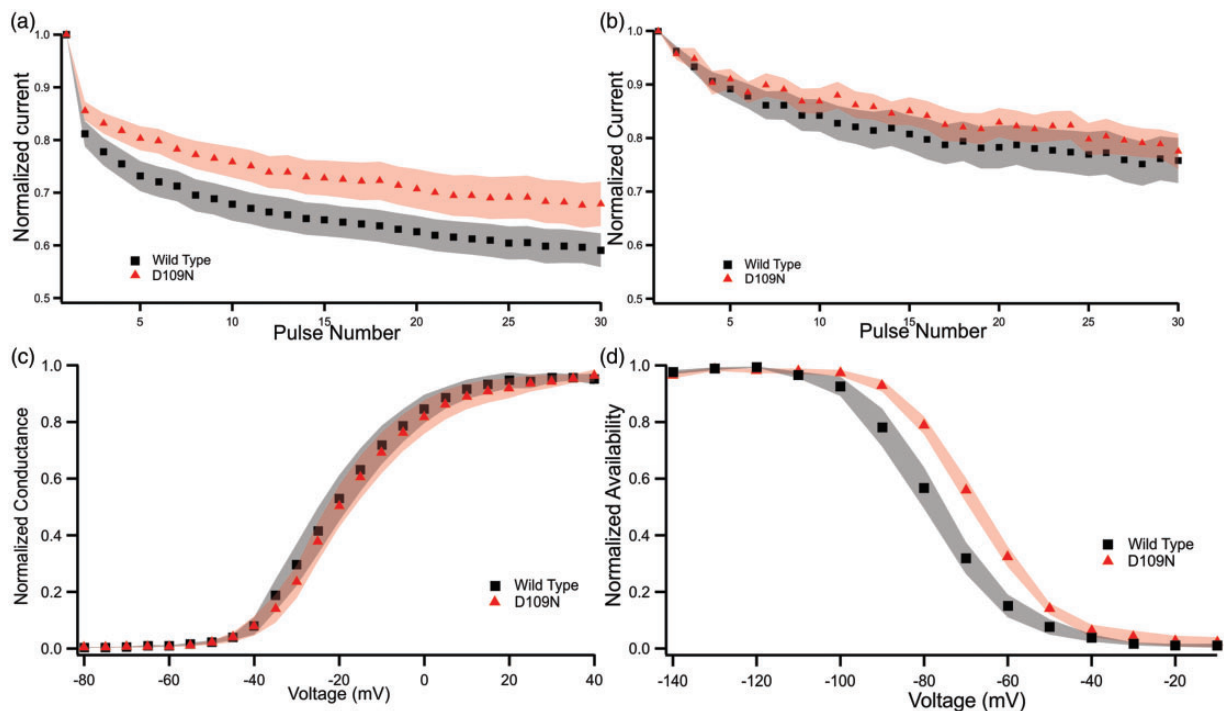 (a)
1.0
0.9
0.8
0.7
0.6
0.5
Normalized current
Wild Type
D109N
5
10
15
20
25
30
Pulse Number
(b)
1.0
0.9
0.8
0.7
0.6
0.5
Normalized Current
Wild Type
D109N
5
10
15
20
25
30
Pulse Number
(c)
1.0
0.8
0.6
0.4
0.2
0.0
Normalized Conductance
Wild Type
D109N
-80
-60
-40
-20
0
20
40
Voltage (mV)
(d)
1.0
0.8
0.6
0.4
0.2
0.0
Normalized Availability
Wild Type
D109N
-140
-120
-100
-80
-60
-40
-20
Voltage (mV)